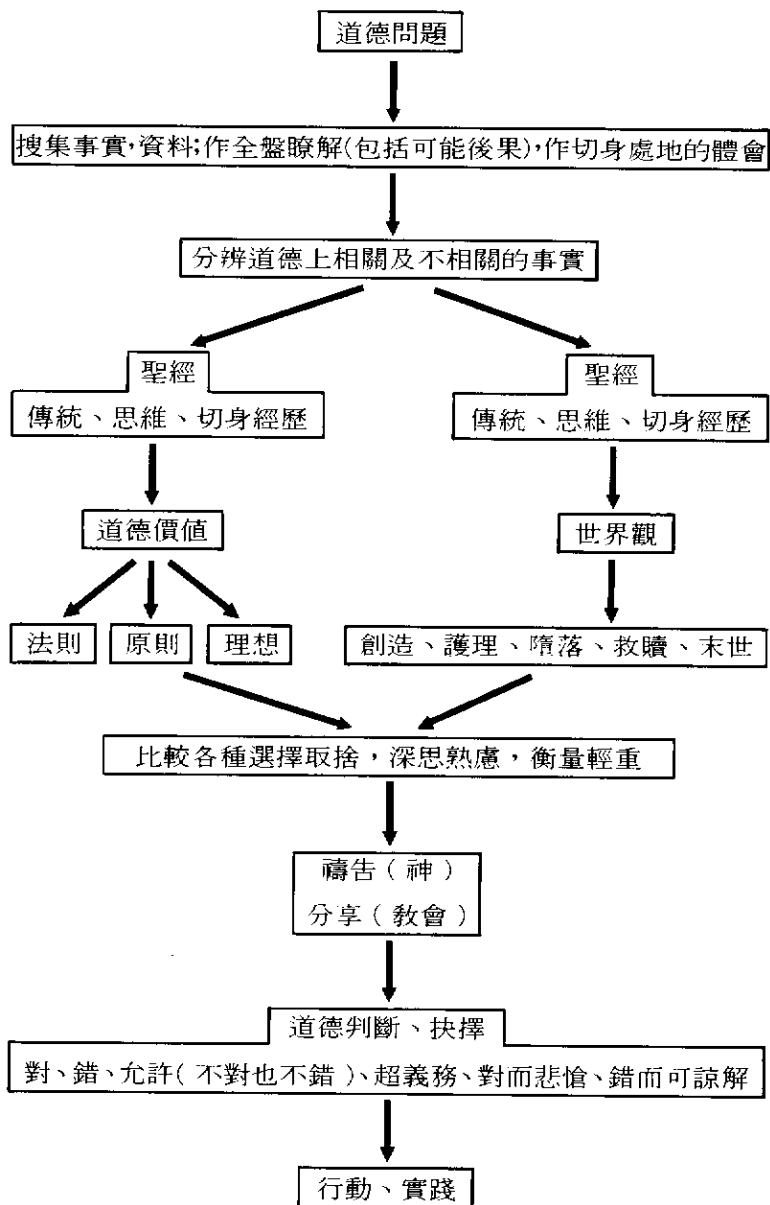 道德問題
搜集事實,資料;作全盤瞭解(包括可能後果),作切身處地的體會
分辨道德上相關及不相關的事實
聖經
傳統、思維、切身經歷
聖經
傳統、思維、切身經歷
道德價值
世界觀
法則
原則
理想
創造、護理、墮落、救贖、末世
比較各種選擇取捨,深思熟慮,衡量輕重
禱告(神)
分享(教會)
道德判斷、抉擇
對、錯、允許(不對也不錯)、超義務、對而悲愴、錯而可諒解
行動、實踐